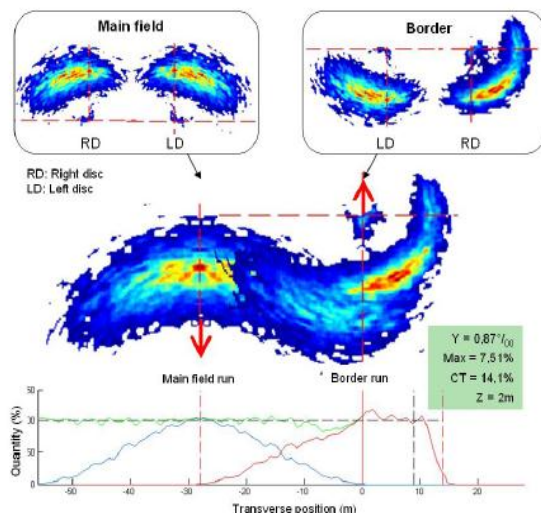 Main field
Border
RD LD
LD RD
RD: Right disc
LD: Left disc
Y = 0,87°/₀₀
Max = 7,51%
CT = 14,1%
Z = 2m
Main field run
Border run
Quantity (%)
50
50
0
-50 -40 -30 -20 -10 0 10 20
Transverse position (m)